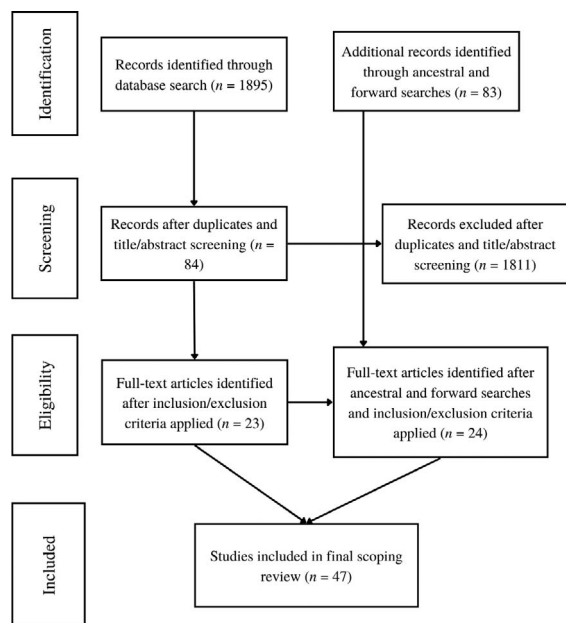 Identification
Records identified through
database search (n = 1895)
Additional records identified
through ancestral and
forward searches (n = 83)
Screening
Records after duplicates and
title/abstract screening (n =
84)
Records excluded after
duplicates and title/abstract
screening (n = 1811)
Eligibility
Full-text articles identified
after inclusion/exclusion
criteria applied (n = 23)
Full-text articles identified after
ancestral and forward searches
and inclusion/exclusion criteria
applied (n = 24)
Included
Studies included in final scoping
review (n = 47)